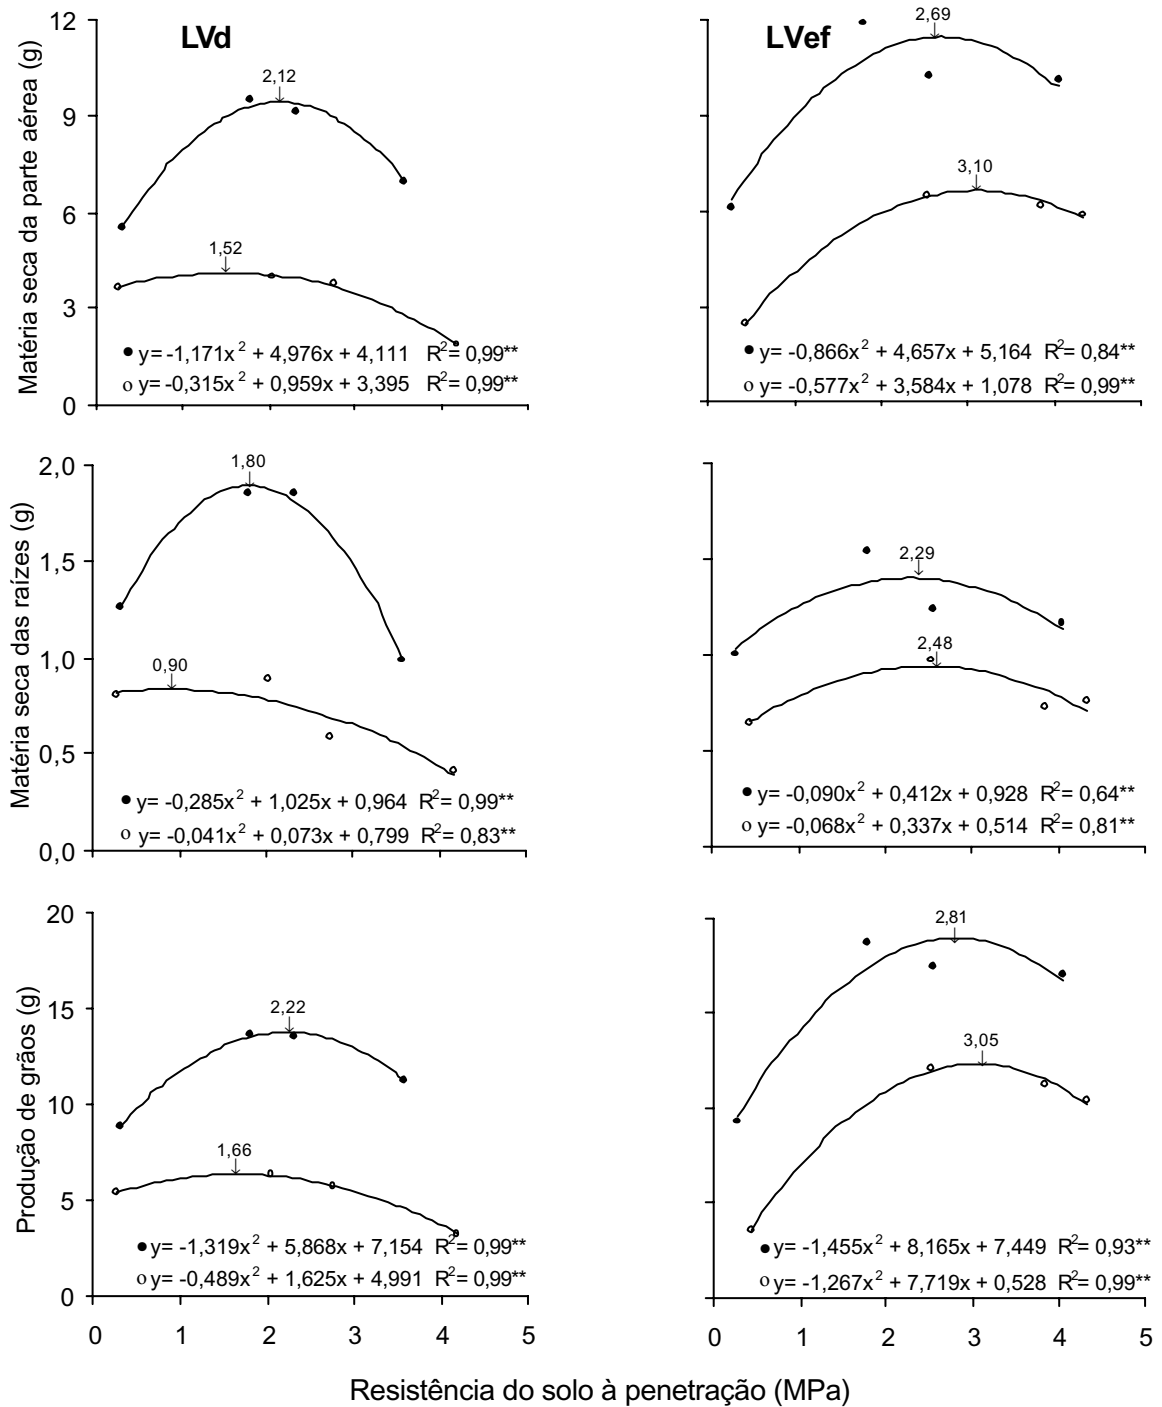 LVd
LVef
Matéria seca da parte aérea (g)
12
9
6
3
0
2,12
1,52
● y= -1,171x² + 4,976x + 4,111 R²= 0,99**
o y= -0,315x² + 0,959x + 3,395 R²= 0,99**
2,69
3,10
● y= -0,866x² + 4,657x + 5,164 R²= 0,84**
o y= -0,577x² + 3,584x + 1,078 R²= 0,99**
Matéria seca das raízes (g)
2,0
1,5
1,0
0,5
0,0
1,80
0,90
● y= -0,285x² + 1,025x + 0,964 R²= 0,99**
o y= -0,041x² + 0,073x + 0,799 R²= 0,83**
2,29
2,48
● y= -0,090x² + 0,412x + 0,928 R²= 0,64**
o y= -0,068x² + 0,337x + 0,514 R²= 0,81**
Produção de grãos (g)
20
15
10
5
0
2,22
1,66
● y= -1,319x² + 5,868x + 7,154 R²= 0,99**
o y= -0,489x² + 1,625x + 4,991 R²= 0,99**
0 1 2 3 4 5
2,81
3,05
● y= -1,455x² + 8,165x + 7,449 R²= 0,93**
o y= -1,267x² + 7,719x + 0,528 R²= 0,99**
0 1 2 3 4 5
Resistência do solo à penetração (MPa)